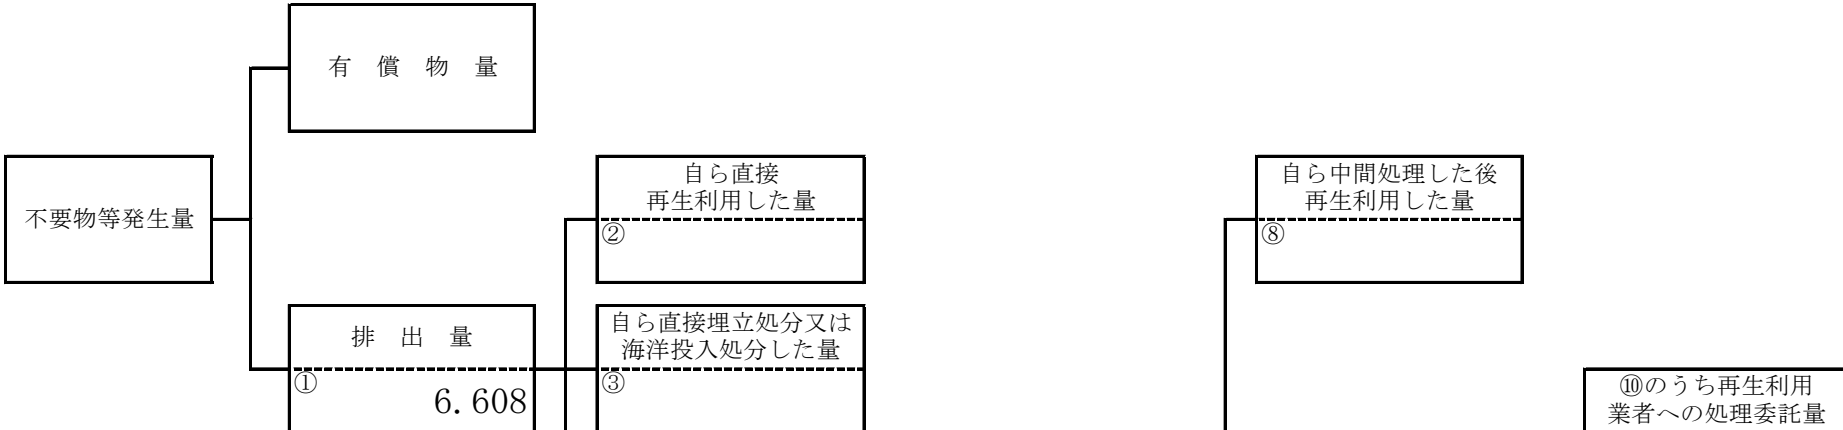 有 償 物 量
不要物等発生量
自ら直接
再生利用した量
②
自ら中間処理した後
再生利用した量
⑧
排 出 量
①
6.608
自ら直接埋立処分又は
海洋投入処分した量
③
⑩のうち再生利用
業者への処理委託量